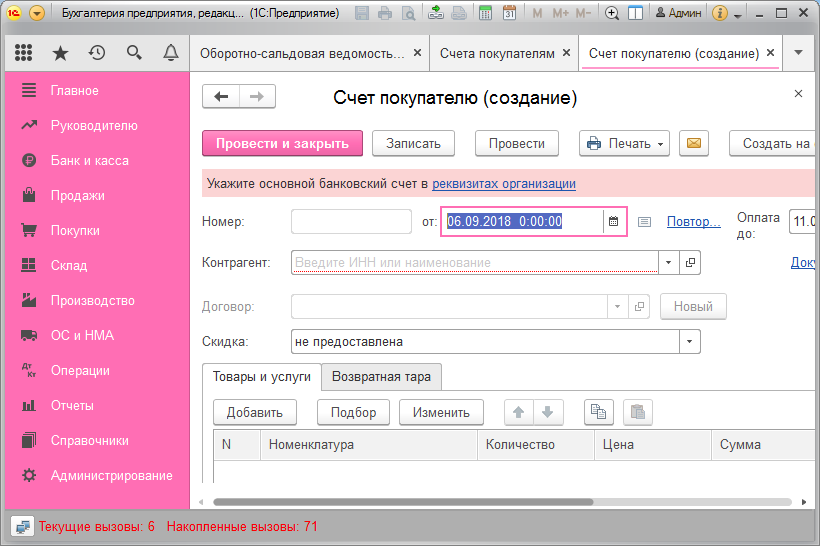 Бухгалтерия предприятия, редакц... (1С:Предприятие)
M M+ M- Админ
Оборотно-сальдовая ведомость... Счета покупателям Счет покупателю (создание)
Главное
Руководителю
Банк и касса
Продажи
Покупки
Склад
Производство
ОС и НМА
Дт Кт Операции
Отчеты
Справочники
Администрирование
Счет покупателю (создание)
Провести и закрыть Записать Провести Печать Создать на
Укажите основной банковский счет в реквизитах организации
Номер: от: 06.09.2018 0:00:00 Повтор... Оплата до: 11.0
Контрагент: Введите ИНН или наименование Доку
Договор: Новый
Скидка: не предоставлена
Товары и услуги Возвратная тара
Добавить Подбор Изменить
N Номенклатура Количество Цена Сумма
Текущие вызовы: 6 Накопленные вызовы: 71